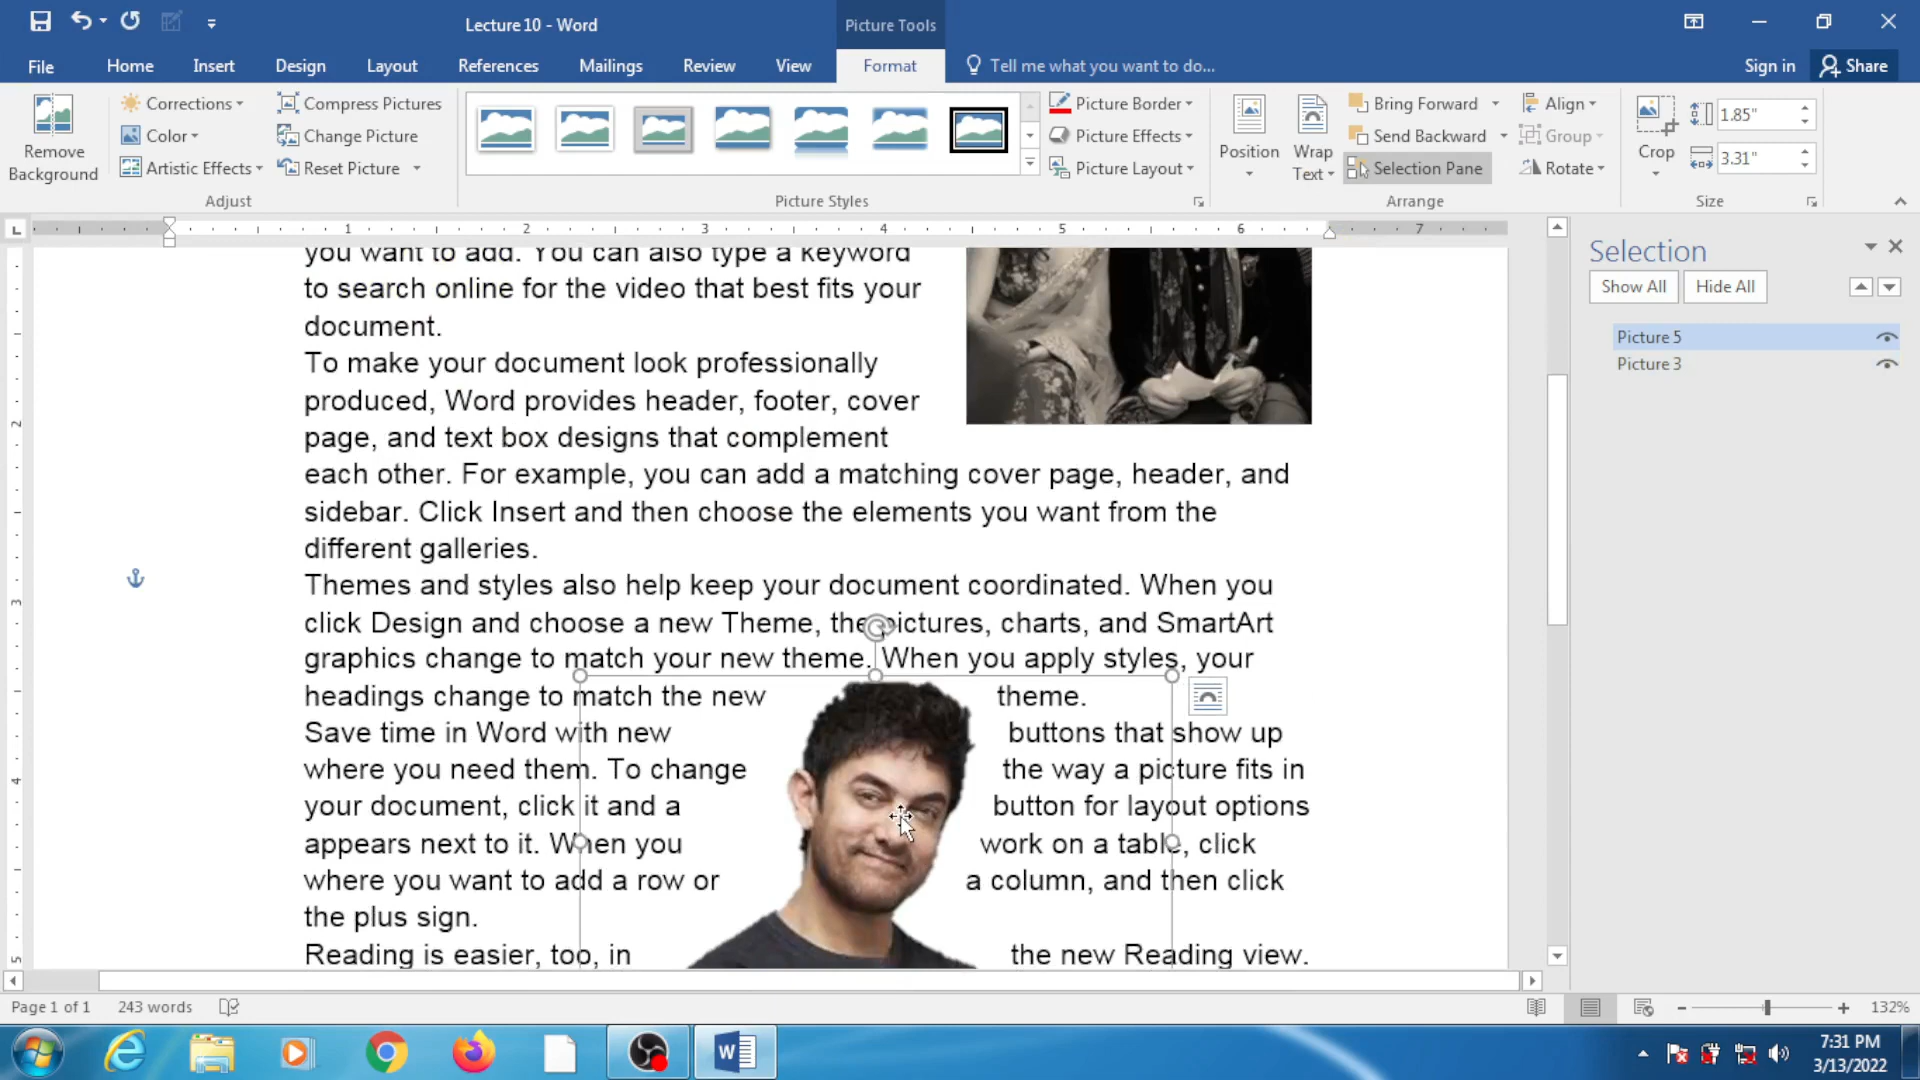 Lecture 10 - Word
Picture Tools
File
Home
Insert
Design
Layout
References
Mailings
Review
View
Format
Tell me what you want to do...
Sign in
Share
Remove
Background
Corrections
Color
Artistic Effects
Compress Pictures
Change Picture
Reset Picture
Adjust
Picture Styles
Picture Border
Picture Effects
Picture Layout
Position
Wrap
Text
Bring Forward
Send Backward
Selection Pane
Align
Group
Rotate
Arrange
Crop
1.85"
3.31"
Size
L
1 2 3 4 5 6 7
Selection
Show All
Hide All
Picture 5
Picture 3
you want to add. You can also type a keyword
to search online for the video that best fits your
document.
To make your document look professionally
produced, Word provides header, footer, cover
page, and text box designs that complement
each other. For example, you can add a matching cover page, header, and
sidebar. Click Insert and then choose the elements you want from the
different galleries.
Themes and styles also help keep your document coordinated. When you
click Design and choose a new Theme, the pictures, charts, and SmartArt
graphics change to match your new theme. When you apply styles, your
headings change to match the new theme.
Save time in Word with new buttons that show up
where you need them. To change the way a picture fits in
your document, click it and a button for layout options
appears next to it. When you work on a table, click
where you want to add a row or a column, and then click
the plus sign.
Reading is easier, too, in the new Reading view.
2
3
4
5
Page 1 of 1
243 words
132%
W
7:31 PM
3/13/2022